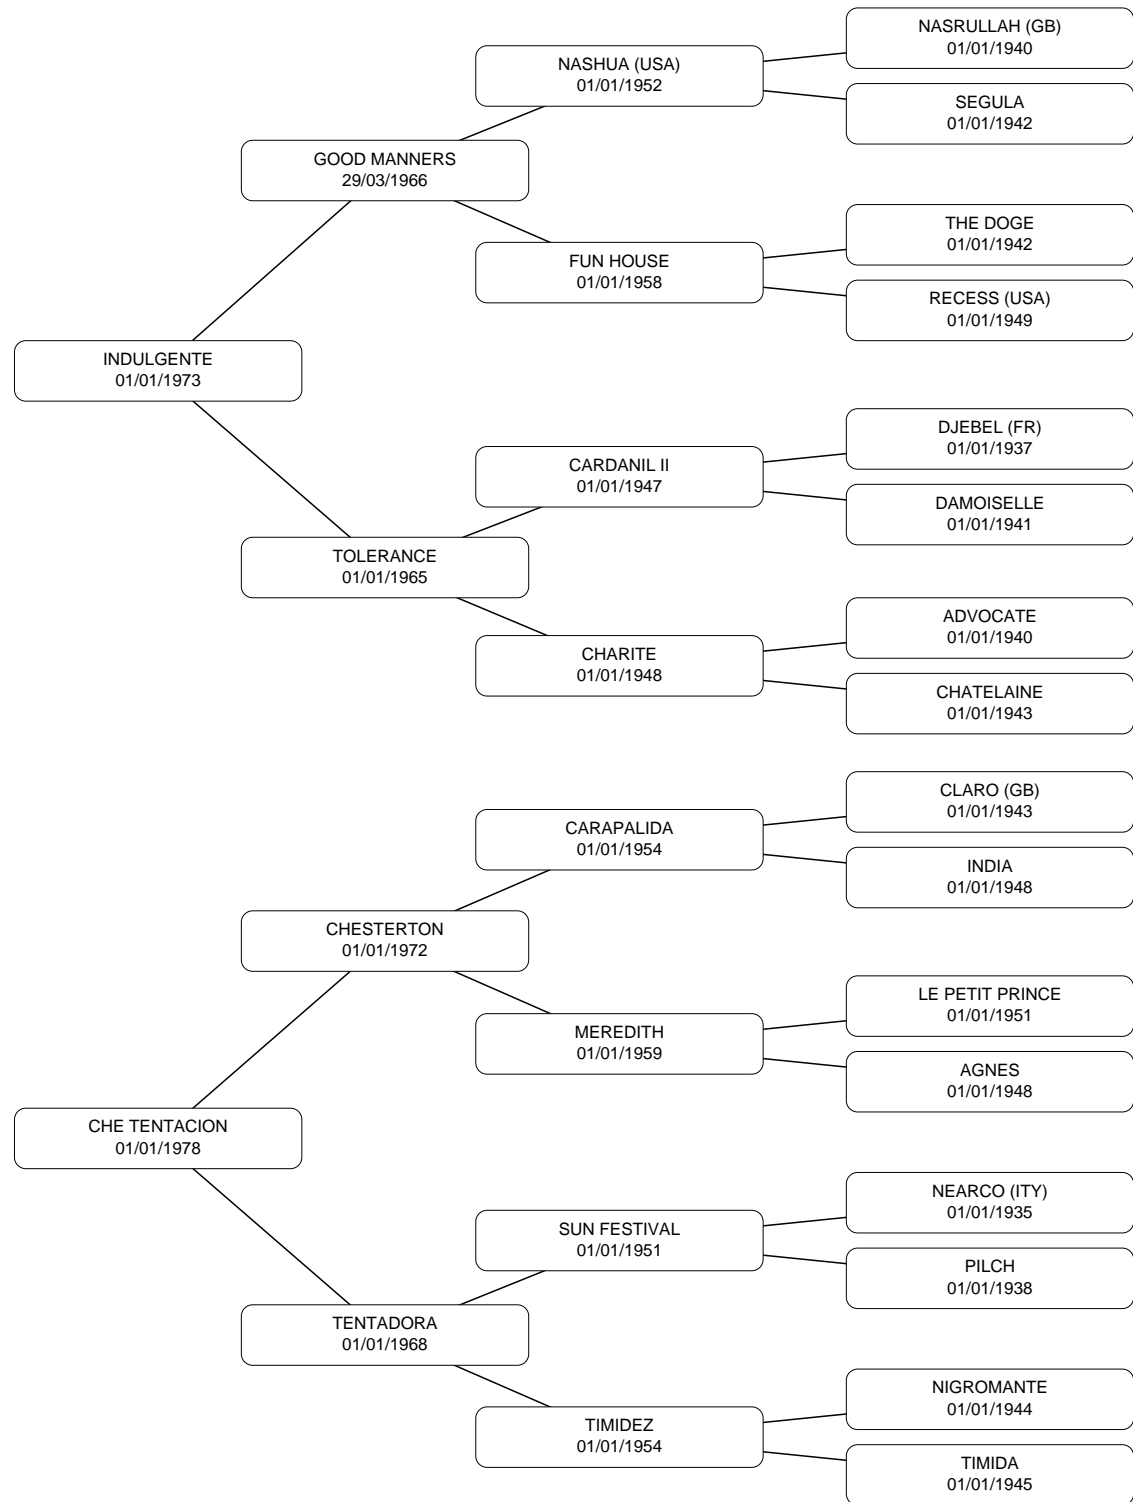 NASRULLAH (GB)
01/01/1940
NASHUA (USA)
01/01/1952
SEGULA
01/01/1942
GOOD MANNERS
29/03/1966
THE DOGE
01/01/1942
FUN HOUSE
01/01/1958
RECESS (USA)
01/01/1949
INDULGENTE
01/01/1973
DJEBEL (FR)
01/01/1937
CARDANIL II
01/01/1947
DAMOISELLE
01/01/1941
TOLERANCE
01/01/1965
ADVOCATE
01/01/1940
CHARITE
01/01/1948
CHATELAINE
01/01/1943
CLARO (GB)
01/01/1943
CARAPALIDA
01/01/1954
INDIA
01/01/1948
CHESTERTON
01/01/1972
LE PETIT PRINCE
01/01/1951
MEREDITH
01/01/1959
AGNES
01/01/1948
CHE TENTACION
01/01/1978
NEARCO (ITY)
01/01/1935
SUN FESTIVAL
01/01/1951
PILCH
01/01/1938
TENTADORA
01/01/1968
NIGROMANTE
01/01/1944
TIMIDEZ
01/01/1954
TIMIDA
01/01/1945